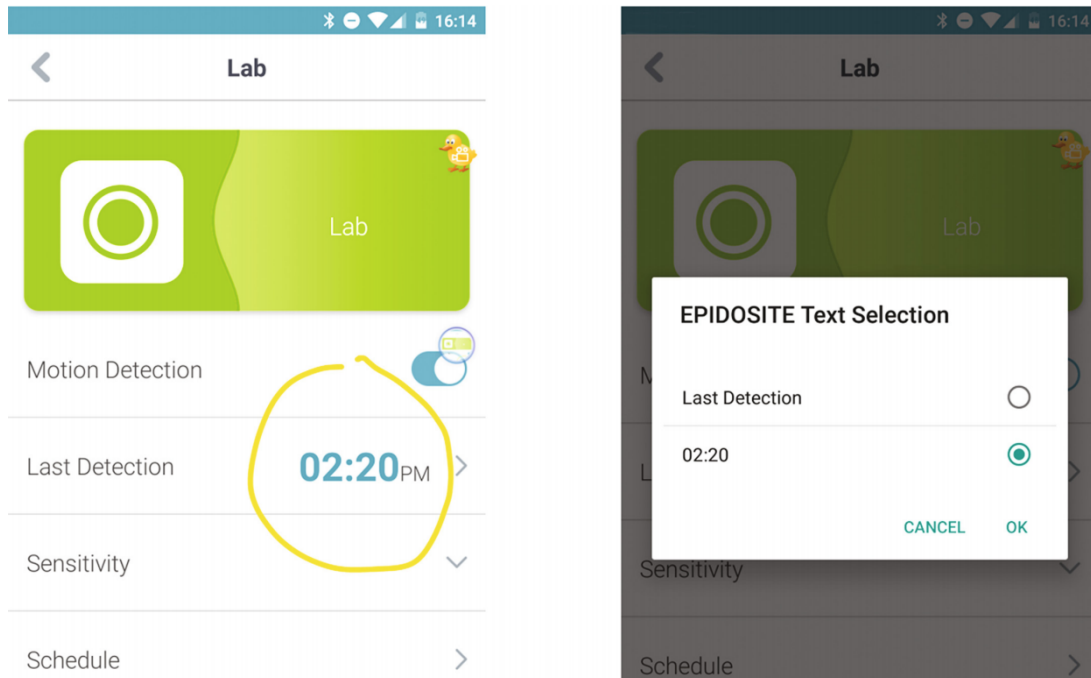 16:14
Lab
Lab
Motion Detection
Last Detection 02:20PM
Sensitivity
Schedule
16:14
Lab
Lab
EPIDOSITE Text Selection
Last Detection
02:20
CANCEL OK
Sensitivity
Schedule